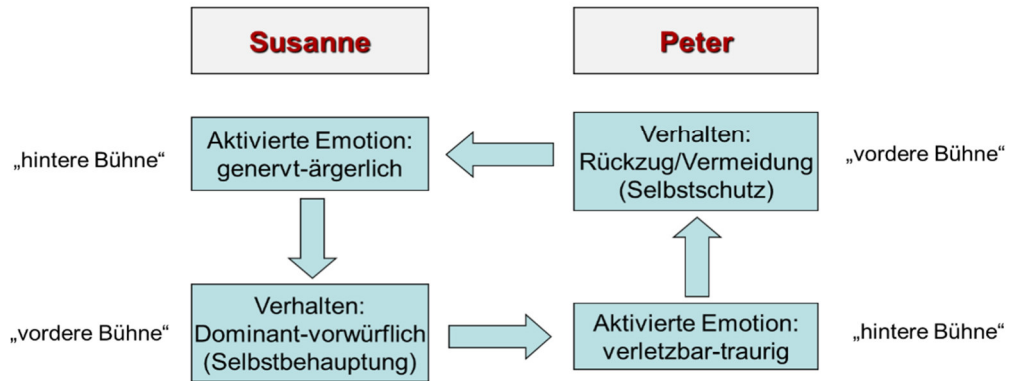 Susanne
Peter
„hintere Bühne“
Aktivierte Emotion:
genervt-ärgerlich
Verhalten:
Rückzug/Vermeidung
(Selbstschutz)
„vordere Bühne“
„vordere Bühne“
Verhalten:
Dominant-vorwürflich
(Selbstbehauptung)
Aktivierte Emotion:
verletzbar-traurig
„hintere Bühne“